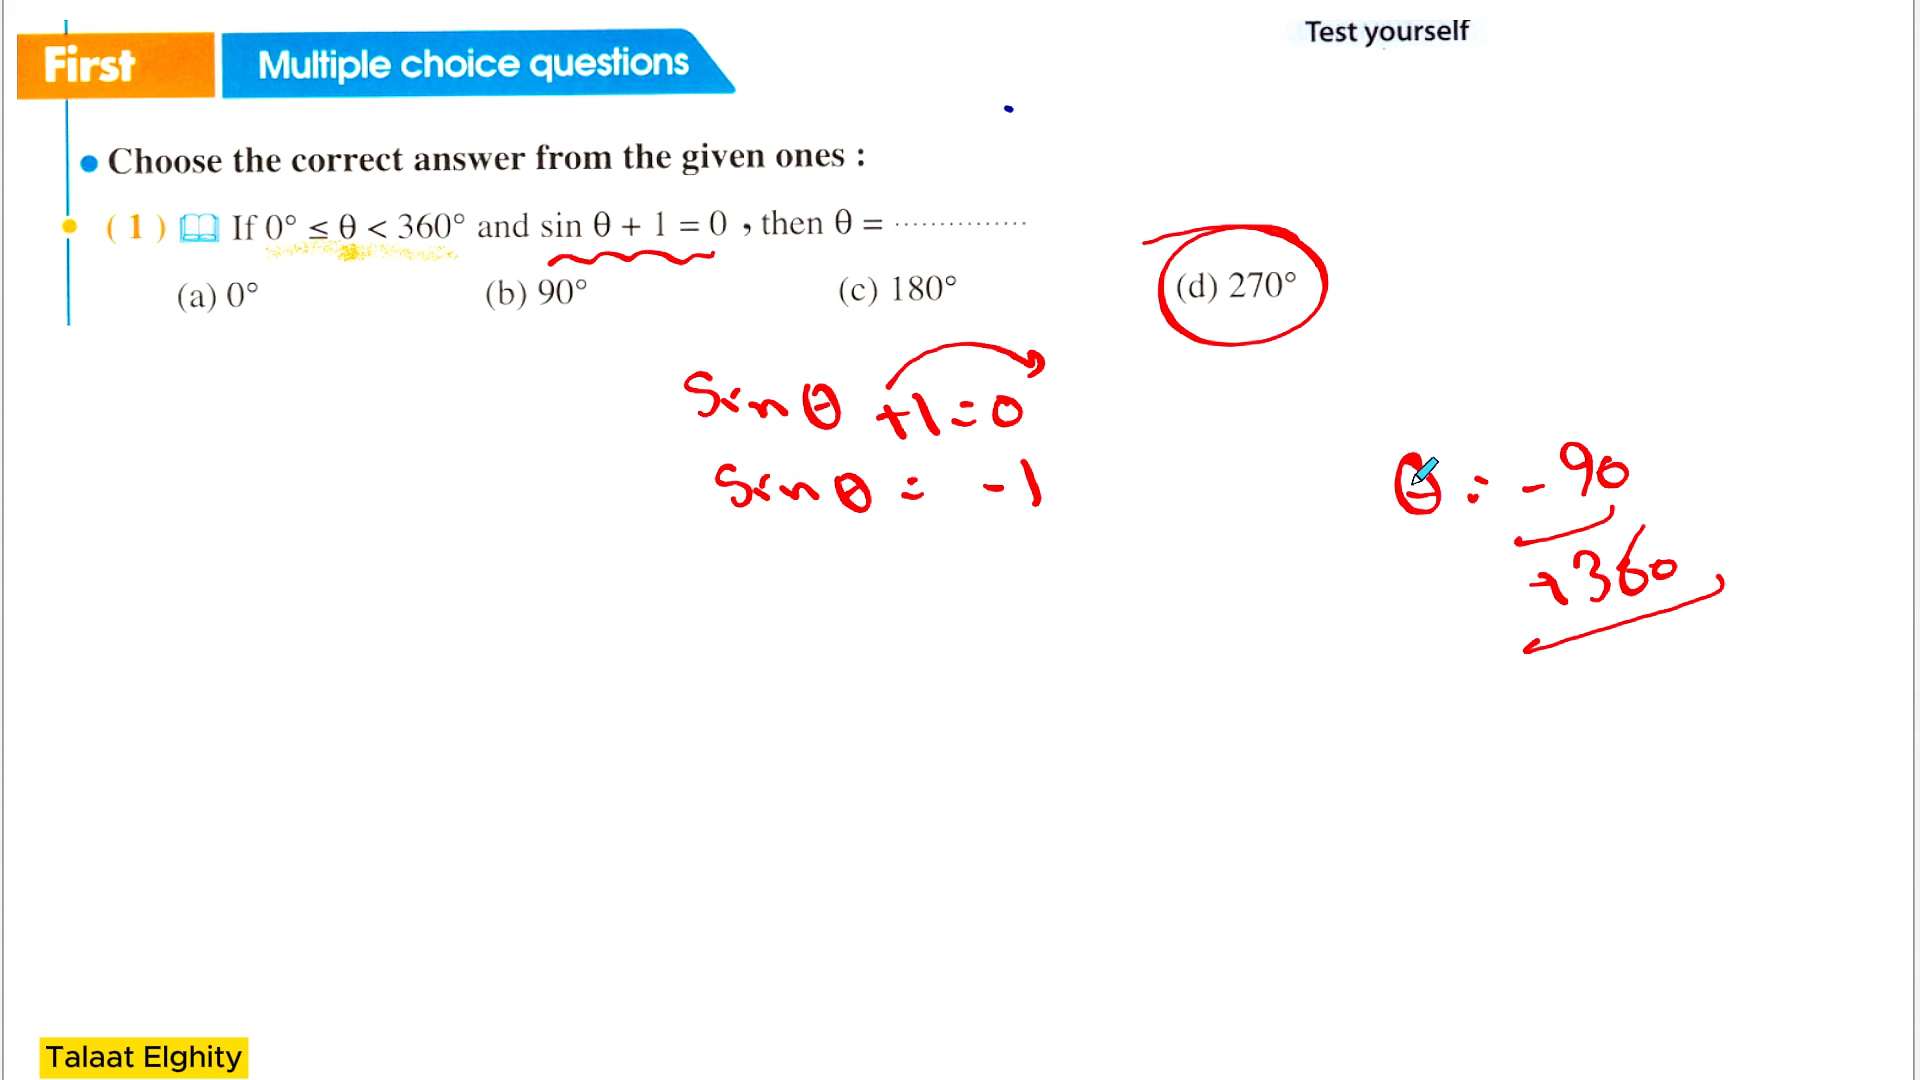 Test yourself
First
Multiple choice questions
• Choose the correct answer from the given ones :
( 1 ) If 0° ≤ θ < 360° and sin θ + 1 = 0 , then θ = ...............
(a) 0° (b) 90° (c) 180° (d) 270°
Sin θ +1 = 0
Sin θ = -1
θ = -90
+360
Talaat Elghity